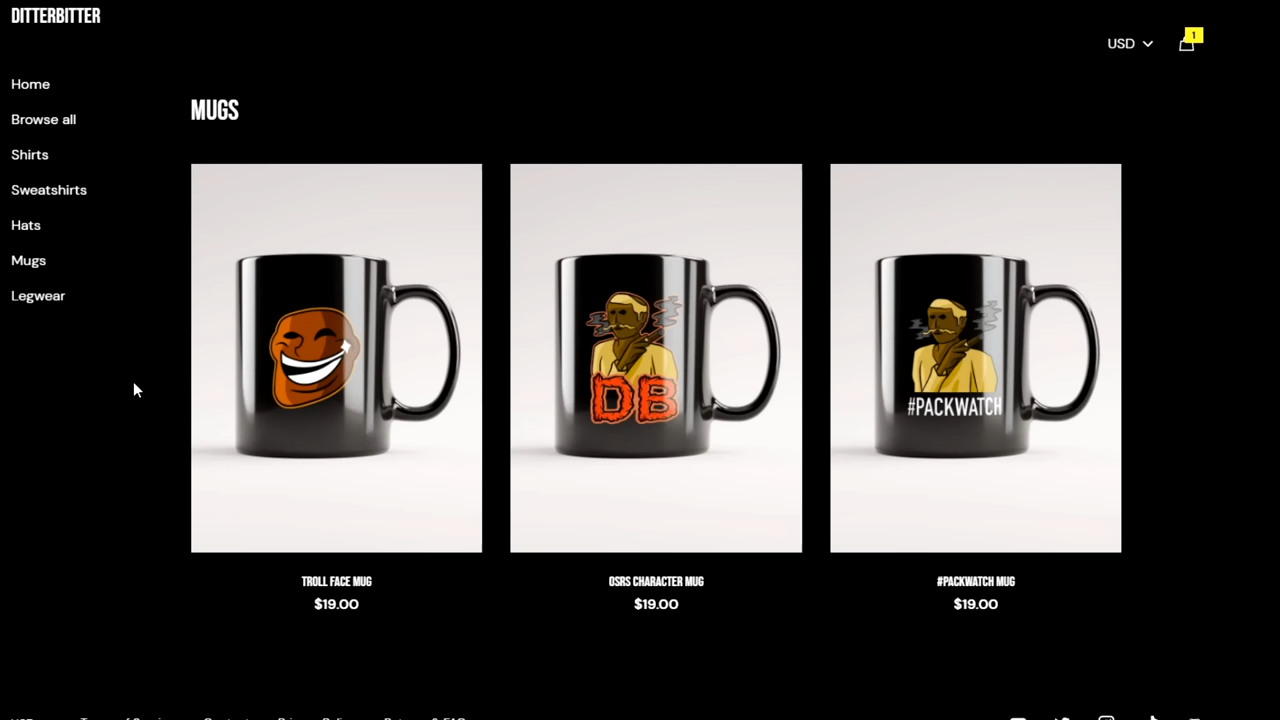 DITTERBITTER
USD
1
Home
Browse all
Shirts
Sweatshirts
Hats
Mugs
Legwear
MUGS
DB
#PACKWATCH
TROLL FACE MUG
$19.00
OSRS CHARACTER MUG
$19.00
#PACKWATCH MUG
$19.00